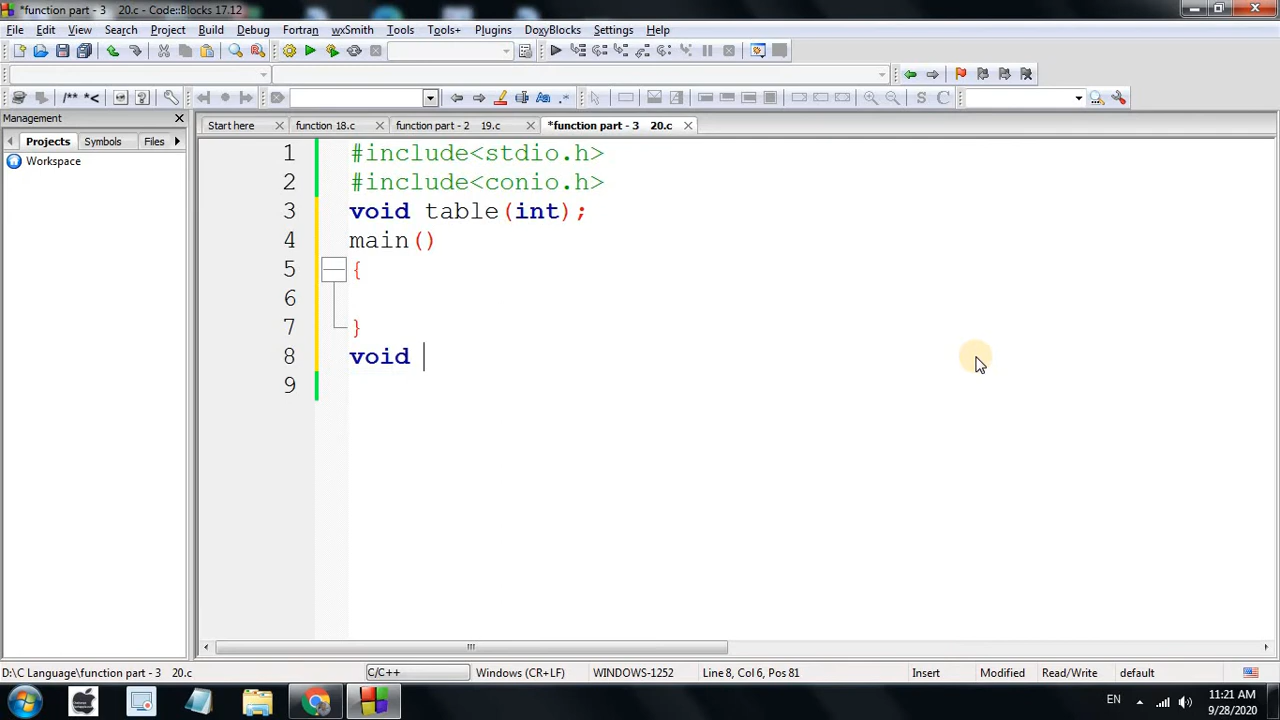 *function part - 3    20.c - Code::Blocks 17.12
File Edit View Search Project Build Debug Fortran wxSmith Tools Tools+ Plugins DoxyBlocks Settings Help
/** *<
S C
Management
Start here
function 18.c
function part - 2   19.c
*function part - 3   20.c
Projects Symbols Files
Workspace
1 #include<stdio.h>
2 #include<conio.h>
3 void table(int);
4 main()
5 {
6
7 }
8 void
9
D:\C Language\function part - 3    20.c
C/C++
Windows (CR+LF)
WINDOWS-1252
Line 8, Col 6, Pos 81
Insert
Modified
Read/Write
default
EN
11:21 AM
9/28/2020